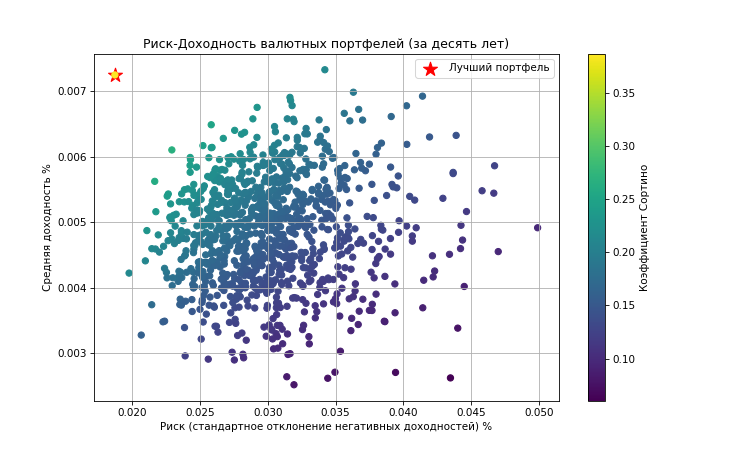 Риск-Доходность валютных портфелей (за десять лет)
Лучший портфель
0.007
0.006
0.005
0.004
0.003
Средняя доходность %
0.020 0.025 0.030 0.035 0.040 0.045 0.050
Риск (стандартное отклонение негативных доходностей) %
0.35
0.30
0.25
0.20
0.15
0.10
Коэффициент Сортино